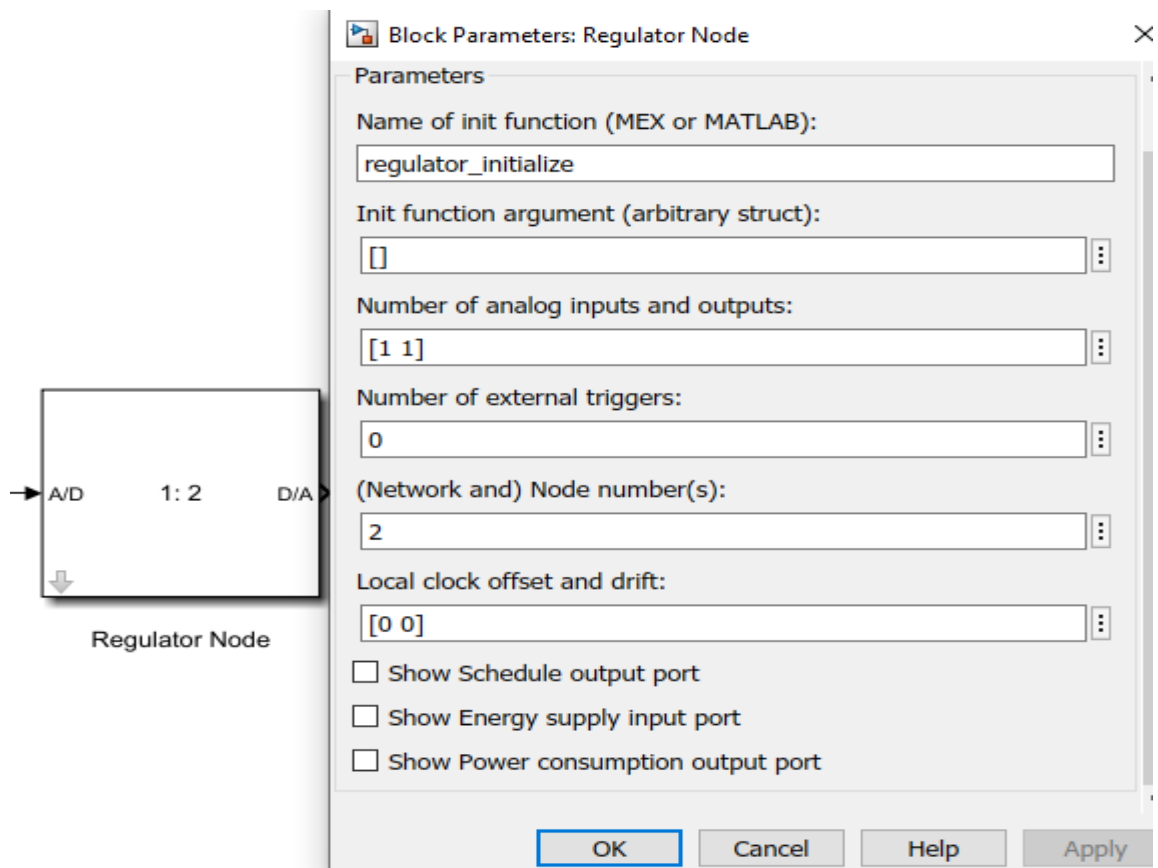 Block Parameters: Regulator Node
Parameters
Name of init function (MEX or MATLAB):
regulator_initialize
Init function argument (arbitrary struct):
[]
Number of analog inputs and outputs:
[1 1]
Number of external triggers:
0
(Network and) Node number(s):
2
Local clock offset and drift:
[0 0]
Show Schedule output port
Show Energy supply input port
Show Power consumption output port
OK Cancel Help Apply
A/D 1: 2 D/A
Regulator Node